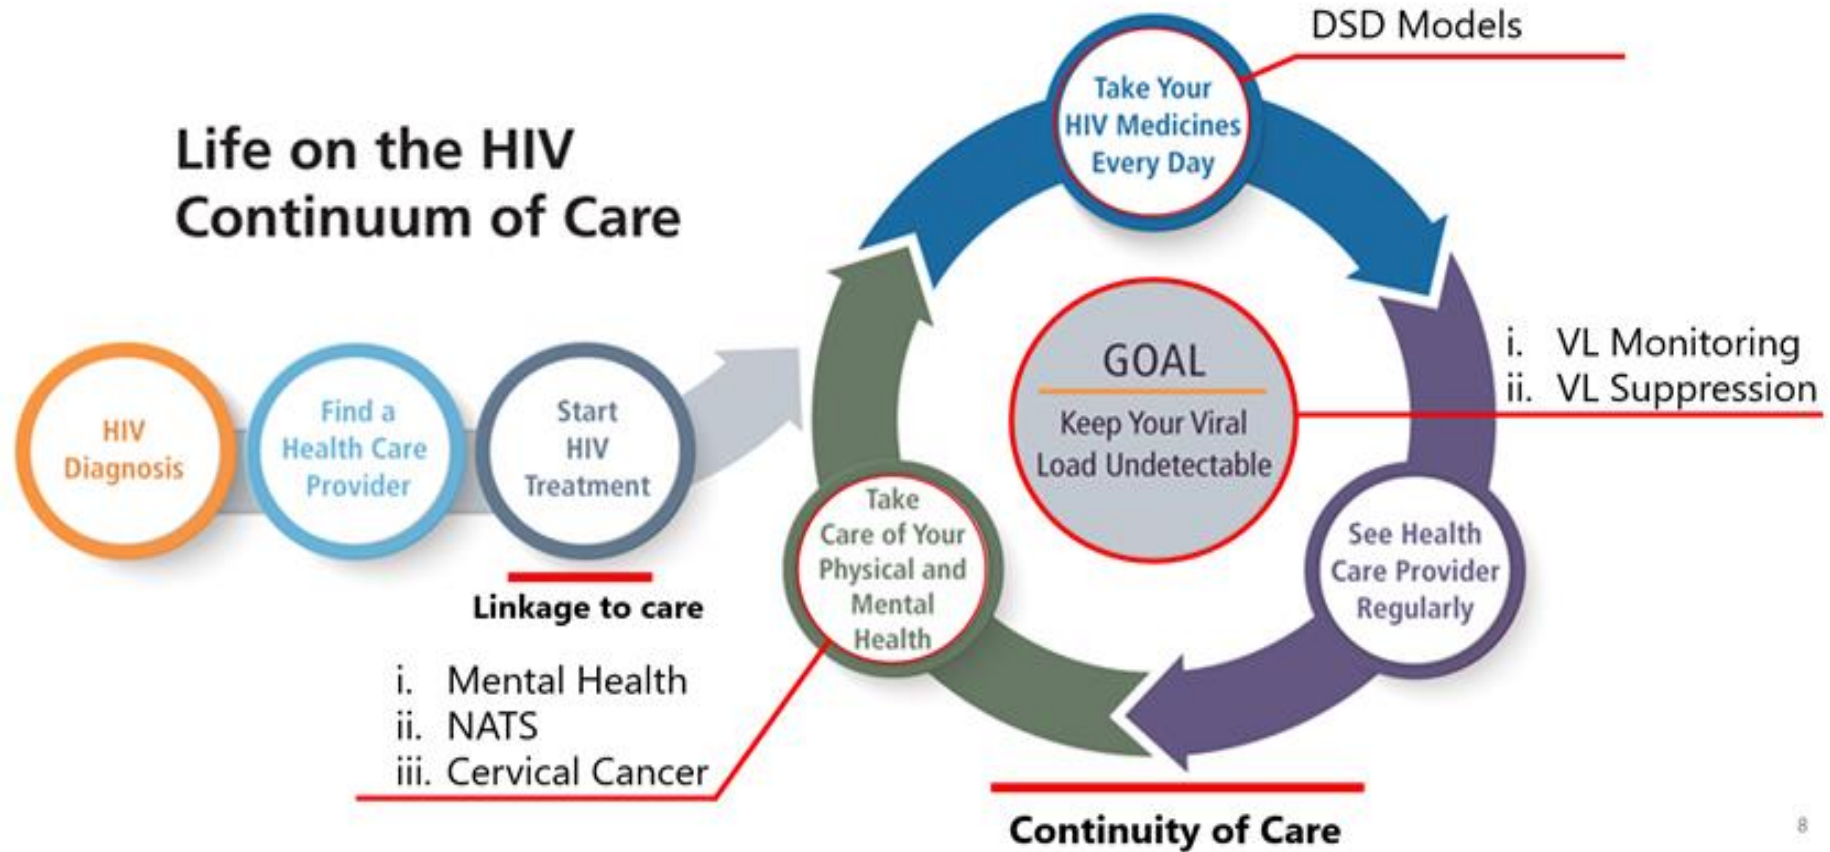 Life on the HIV
Continuum of Care
HIV
Diagnosis
Find a
Health Care
Provider
Start
HIV
Treatment
Linkage to care
DSD Models
Take Your
HIV Medicines
Every Day
GOAL
Keep Your Viral
Load Undetectable
i. VL Monitoring
ii. VL Suppression
See Health
Care Provider
Regularly
Take
Care of Your
Physical and
Mental
Health
i. Mental Health
ii. NATS
iii. Cervical Cancer
Continuity of Care
8